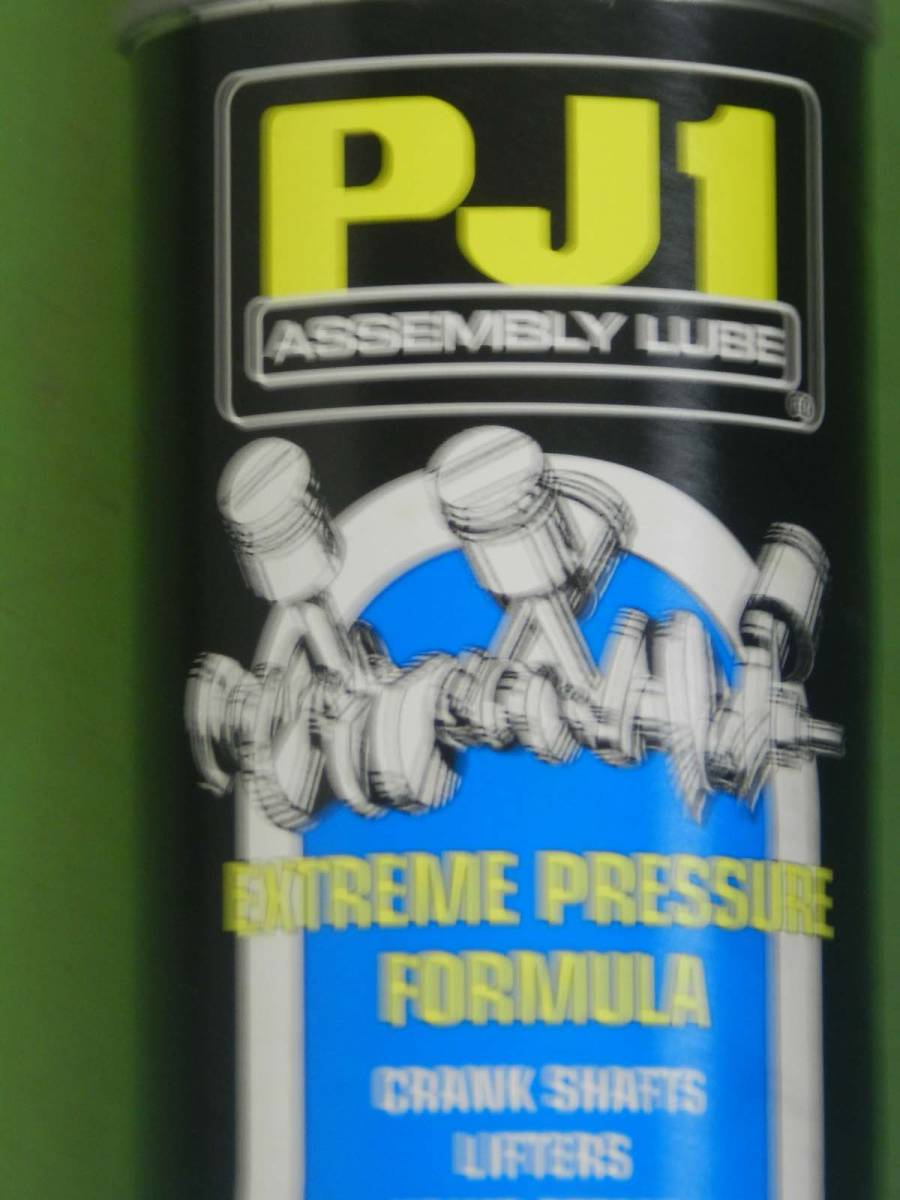 PJ1
ASSEMBLY LUBE
®
EXTREME PRESSURE
FORMULA
CRANK SHAFTS
LIFTERS